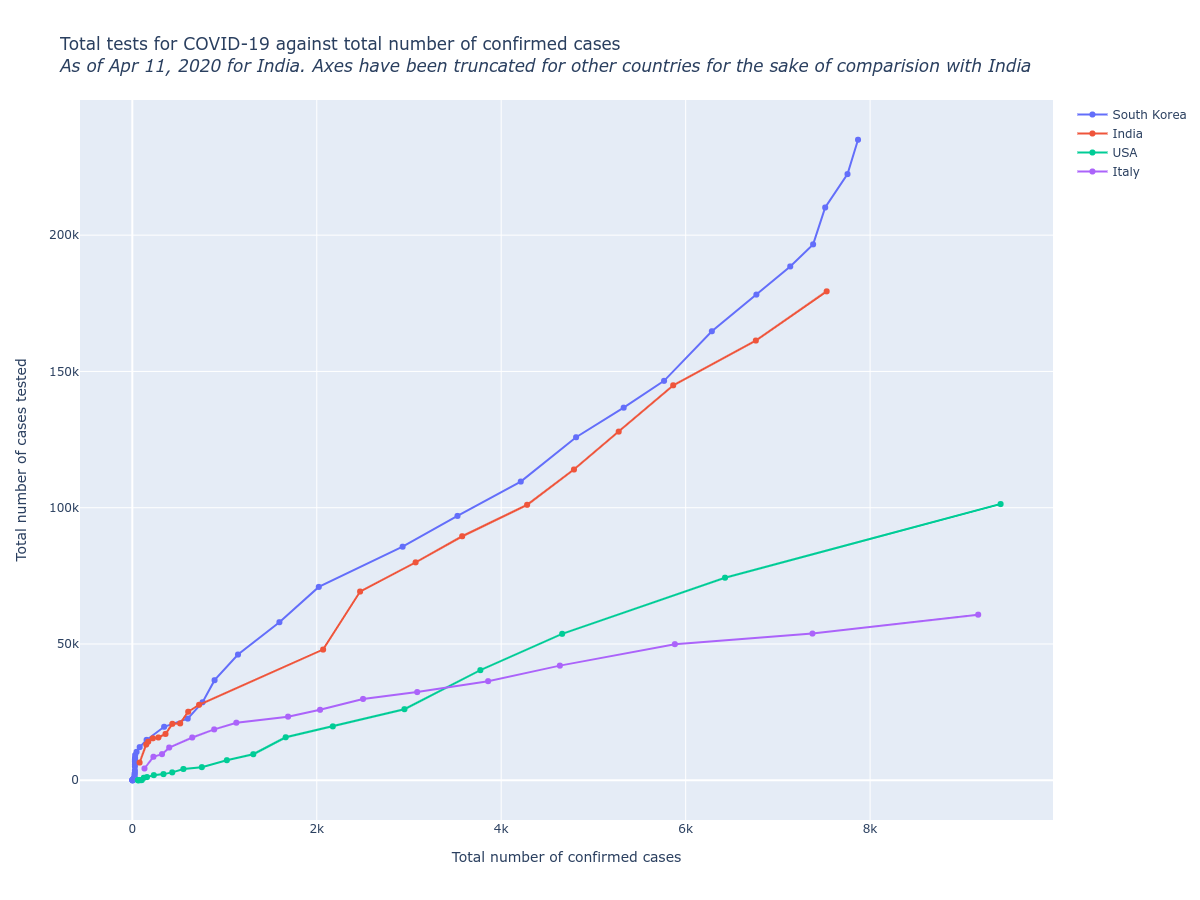 Total tests for COVID-19 against total number of confirmed cases
As of Apr 11, 2020 for India. Axes have been truncated for other countries for the sake of comparision with India
South Korea
India
USA
Italy
Total number of cases tested
200k
150k
100k
50k
0
0 2k 4k 6k 8k
Total number of confirmed cases